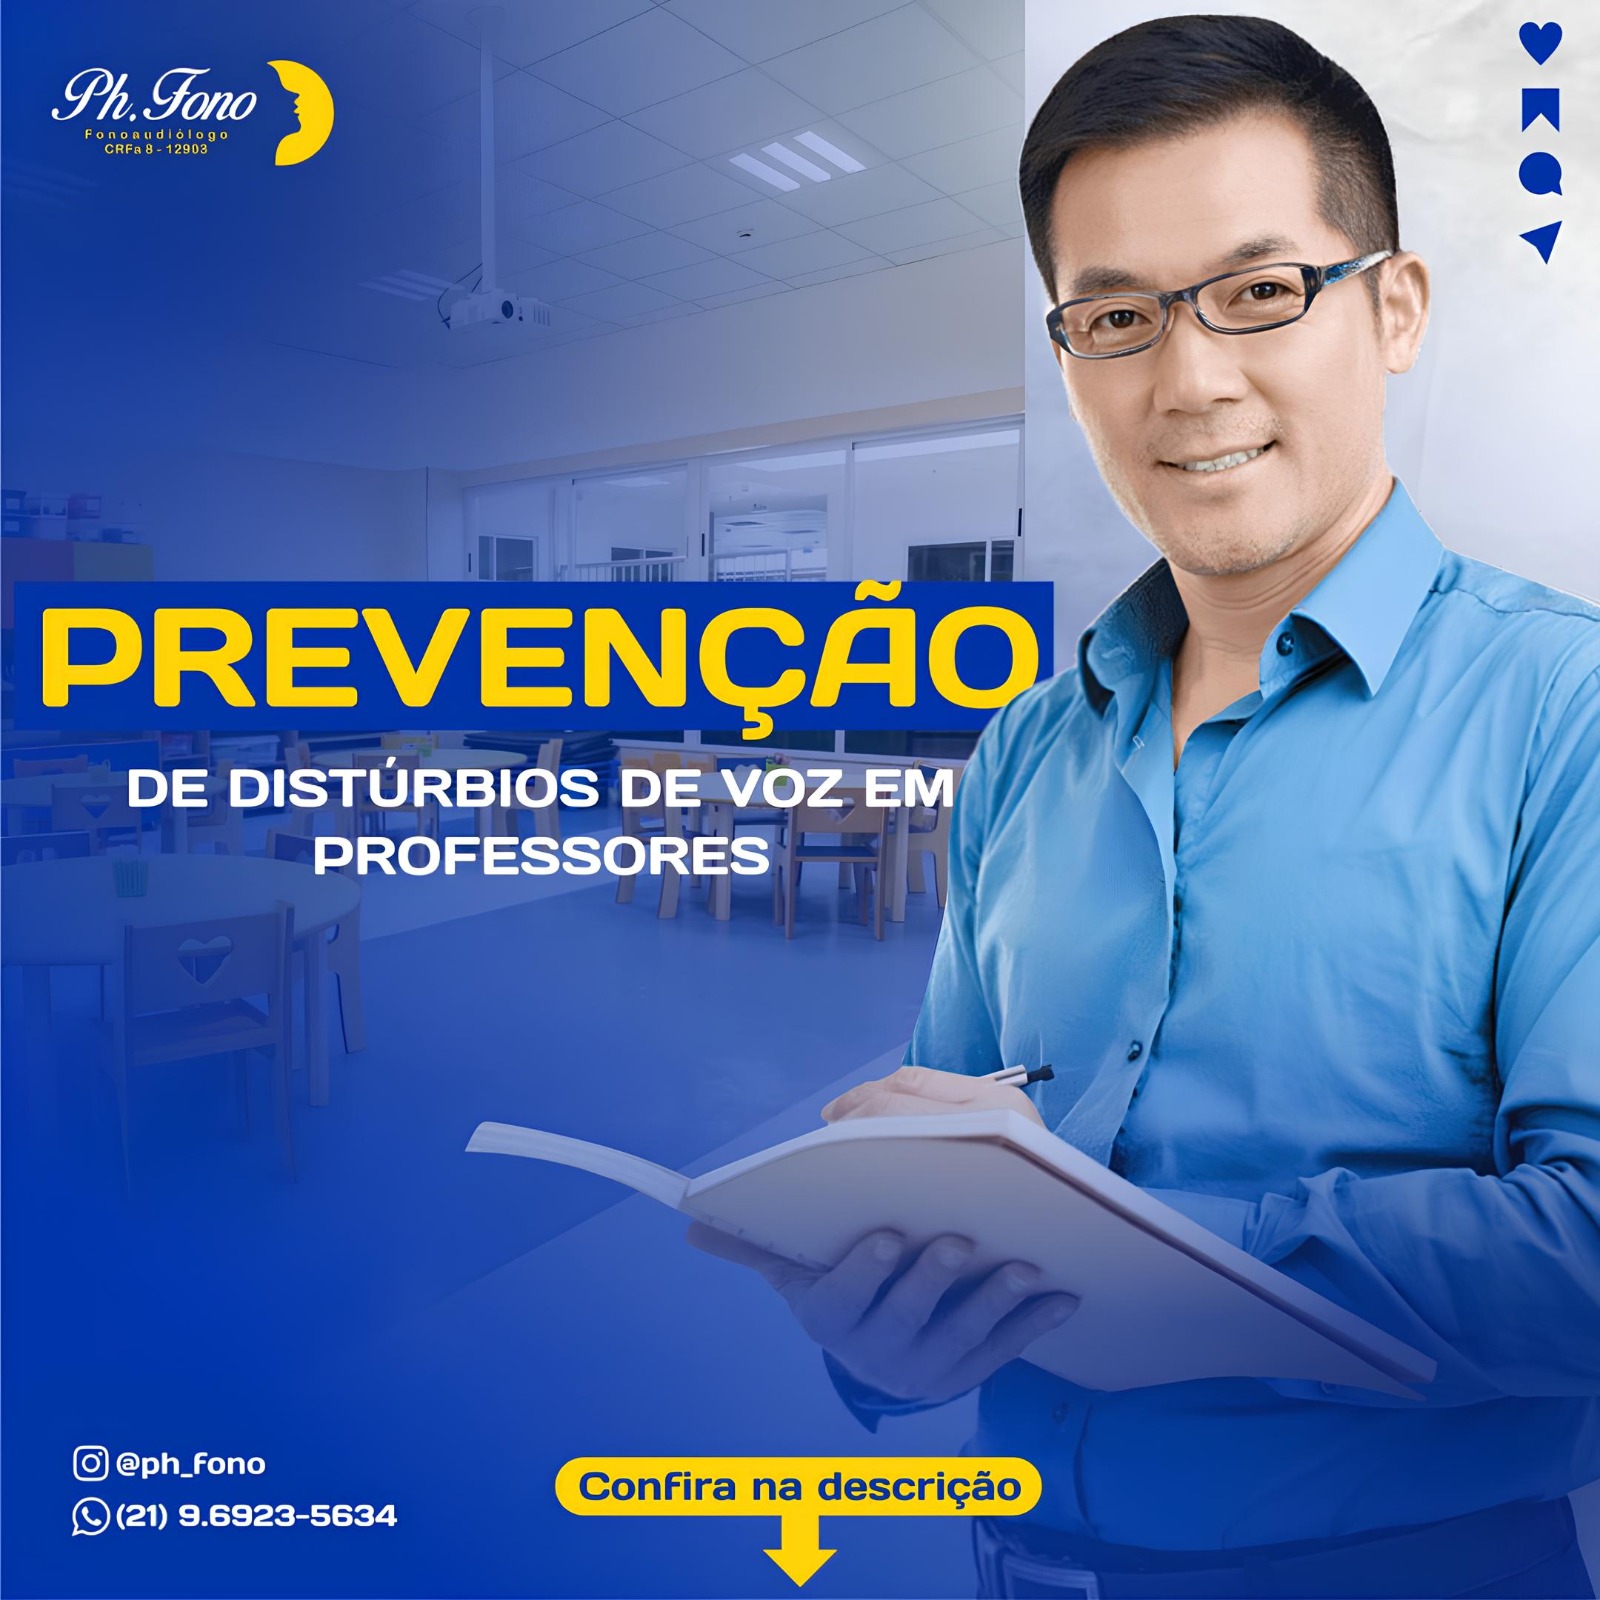 Ph.Fono
Fonoaudiólogo
CRFa 8 - 12903
PREVENÇÃO
DE DISTÚRBIOS DE VOZ EM
PROFESSORES
@ph_fono
(21) 9.6923-5634
Confira na descrição